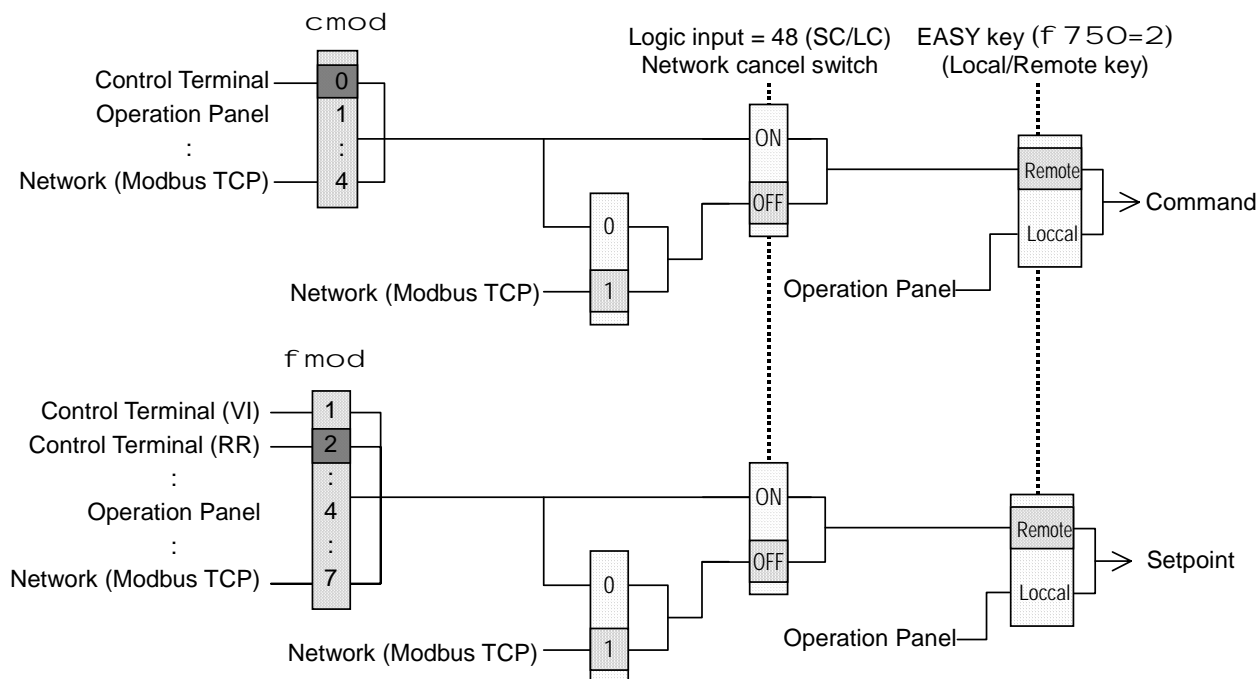 cmod
Logic input = 48 (SC/LC)
Network cancel switch
EASY key (f750=2)
(Local/Remote key)
Control Terminal
0
Operation Panel
1
:
:
Network (Modbus TCP)
4
ON
OFF
Remote
Loccal
Command
0
Network (Modbus TCP)
1
Operation Panel
fmod
Control Terminal (VI)
1
Control Terminal (RR)
2
:
:
Operation Panel
4
:
:
Network (Modbus TCP)
7
ON
OFF
Remote
Loccal
Setpoint
0
Network (Modbus TCP)
1
Operation Panel